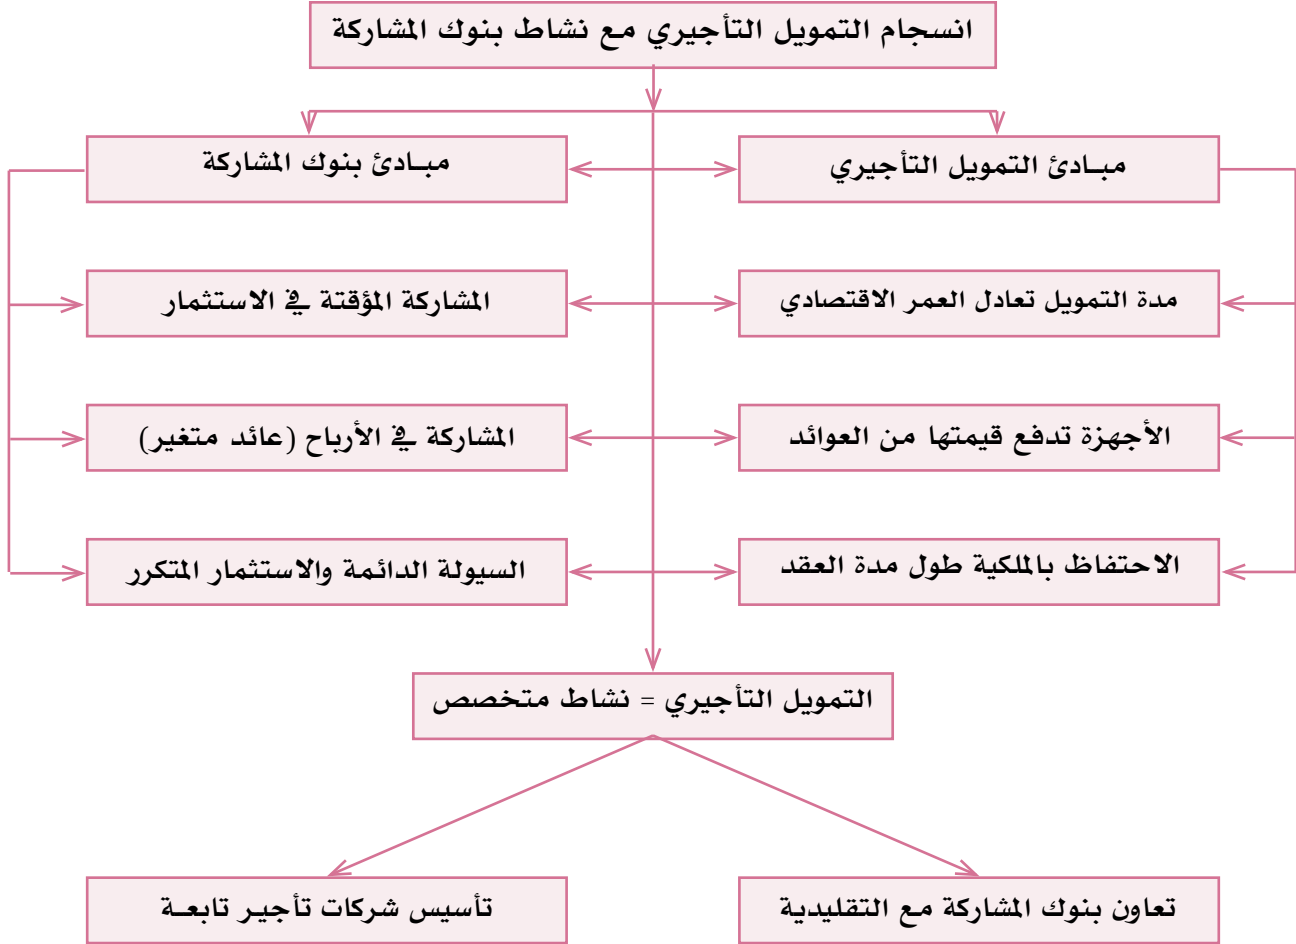 انسجام التمويل التأجيري مع نشاط بنوك المشاركة
مبـادئ التمويل التأجيري
مبـادئ بنوك المشاركة
مدة التمويل تعادل العمر الاقتصادي
المشاركة المؤقتة في الاستثمار
الأجهزة تدفع قيمتها من العوائد
المشاركة في الأرباح (عائد متغير)
الاحتفاظ بالملكية طول مدة العقد
السيولة الدائمة والاستثمار المتكرر
التمويل التأجيري = نشاط متخصص
تعاون بنوك المشاركة مع التقليدية
تأسيس شركات تأجيـر تابعـة